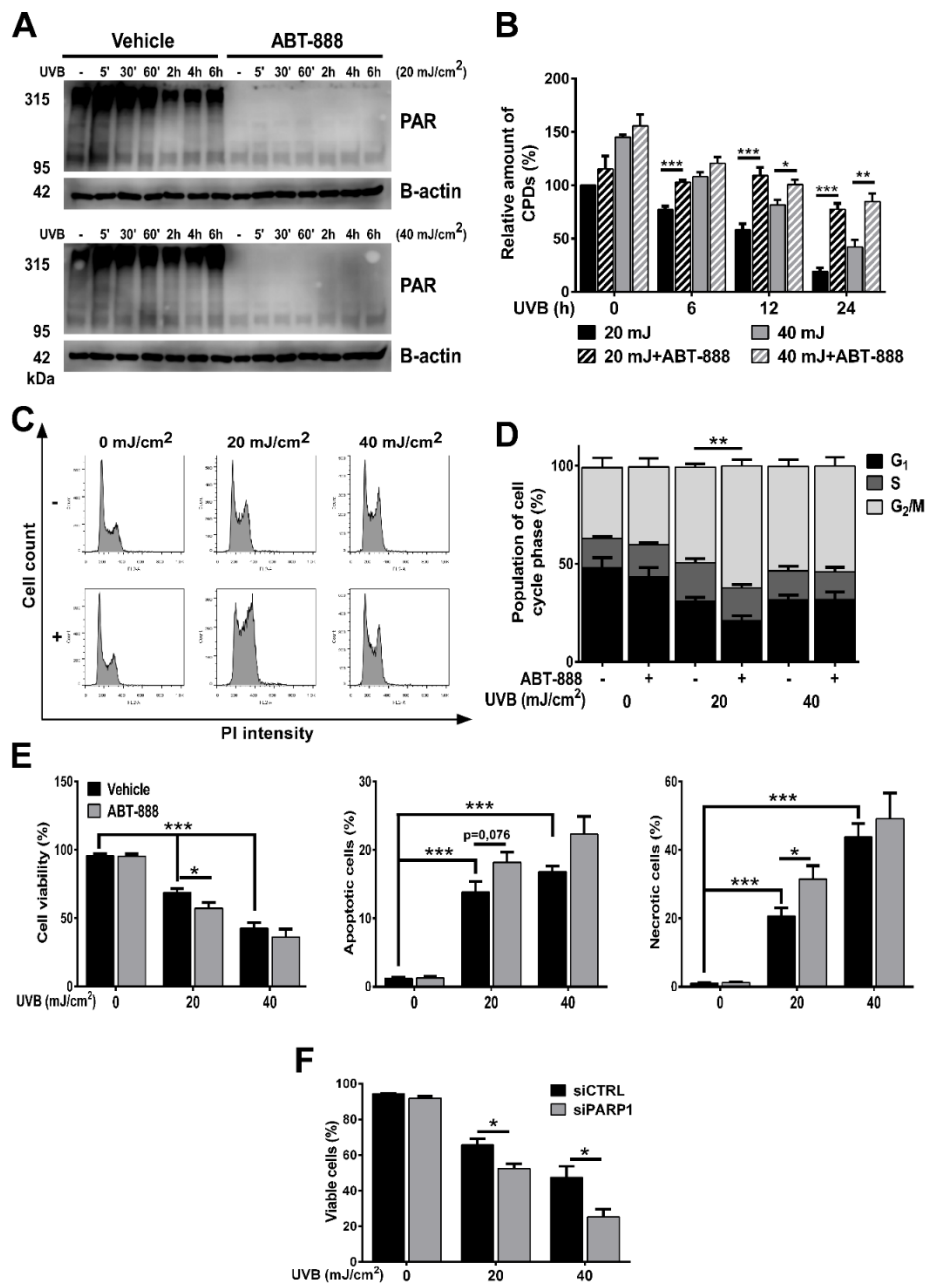 A
Vehicle ABT-888
UVB - 5' 30' 60' 2h 4h 6h - 5' 30' 60' 2h 4h 6h (20 mJ/cm²)
315
PAR
95
42 B-actin
UVB - 5' 30' 60' 2h 4h 6h - 5' 30' 60' 2h 4h 6h (40 mJ/cm²)
315
PAR
95
42 B-actin
kDa
B
Relative amount of
CPDs (%)
200
150
100
50
0
*** *** * *** **
UVB (h) 0 6 12 24
20 mJ 40 mJ
20 mJ+ABT-888 40 mJ+ABT-888
C
0 mJ/cm² 20 mJ/cm² 40 mJ/cm²
-
+
Cell count
PI intensity
D
Population of cell
cycle phase (%)
100
50
0
**
G₁
S
G₂/M
ABT-888 - + - + - +
UVB (mJ/cm²) 0 20 40
E
Cell viability (%)
150
100
50
0
Vehicle
ABT-888
***
*
UVB (mJ/cm²) 0 20 40
Apoptotic cells (%)
30
20
10
0
***
*** p=0,076
0 20 40
Necrotic cells (%)
60
40
20
0
***
*** *
0 20 40
F
Viable cells (%)
100
80
60
40
20
0
siCTRL
siPARP1
* *
UVB (mJ/cm²) 0 20 40